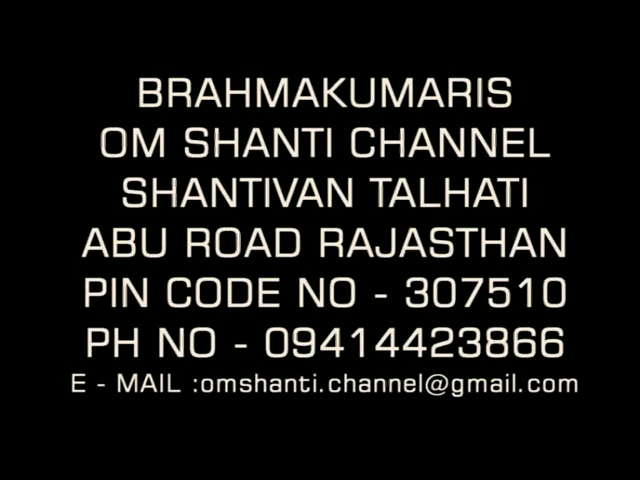 BRAHMAKUMARIS
OM SHANTI CHANNEL
SHANTIVAN TALHATI
ABU ROAD RAJASTHAN
PIN CODE NO - 307510
PH NO - 09414423866
E - MAIL :omshanti.channel@gmail.com